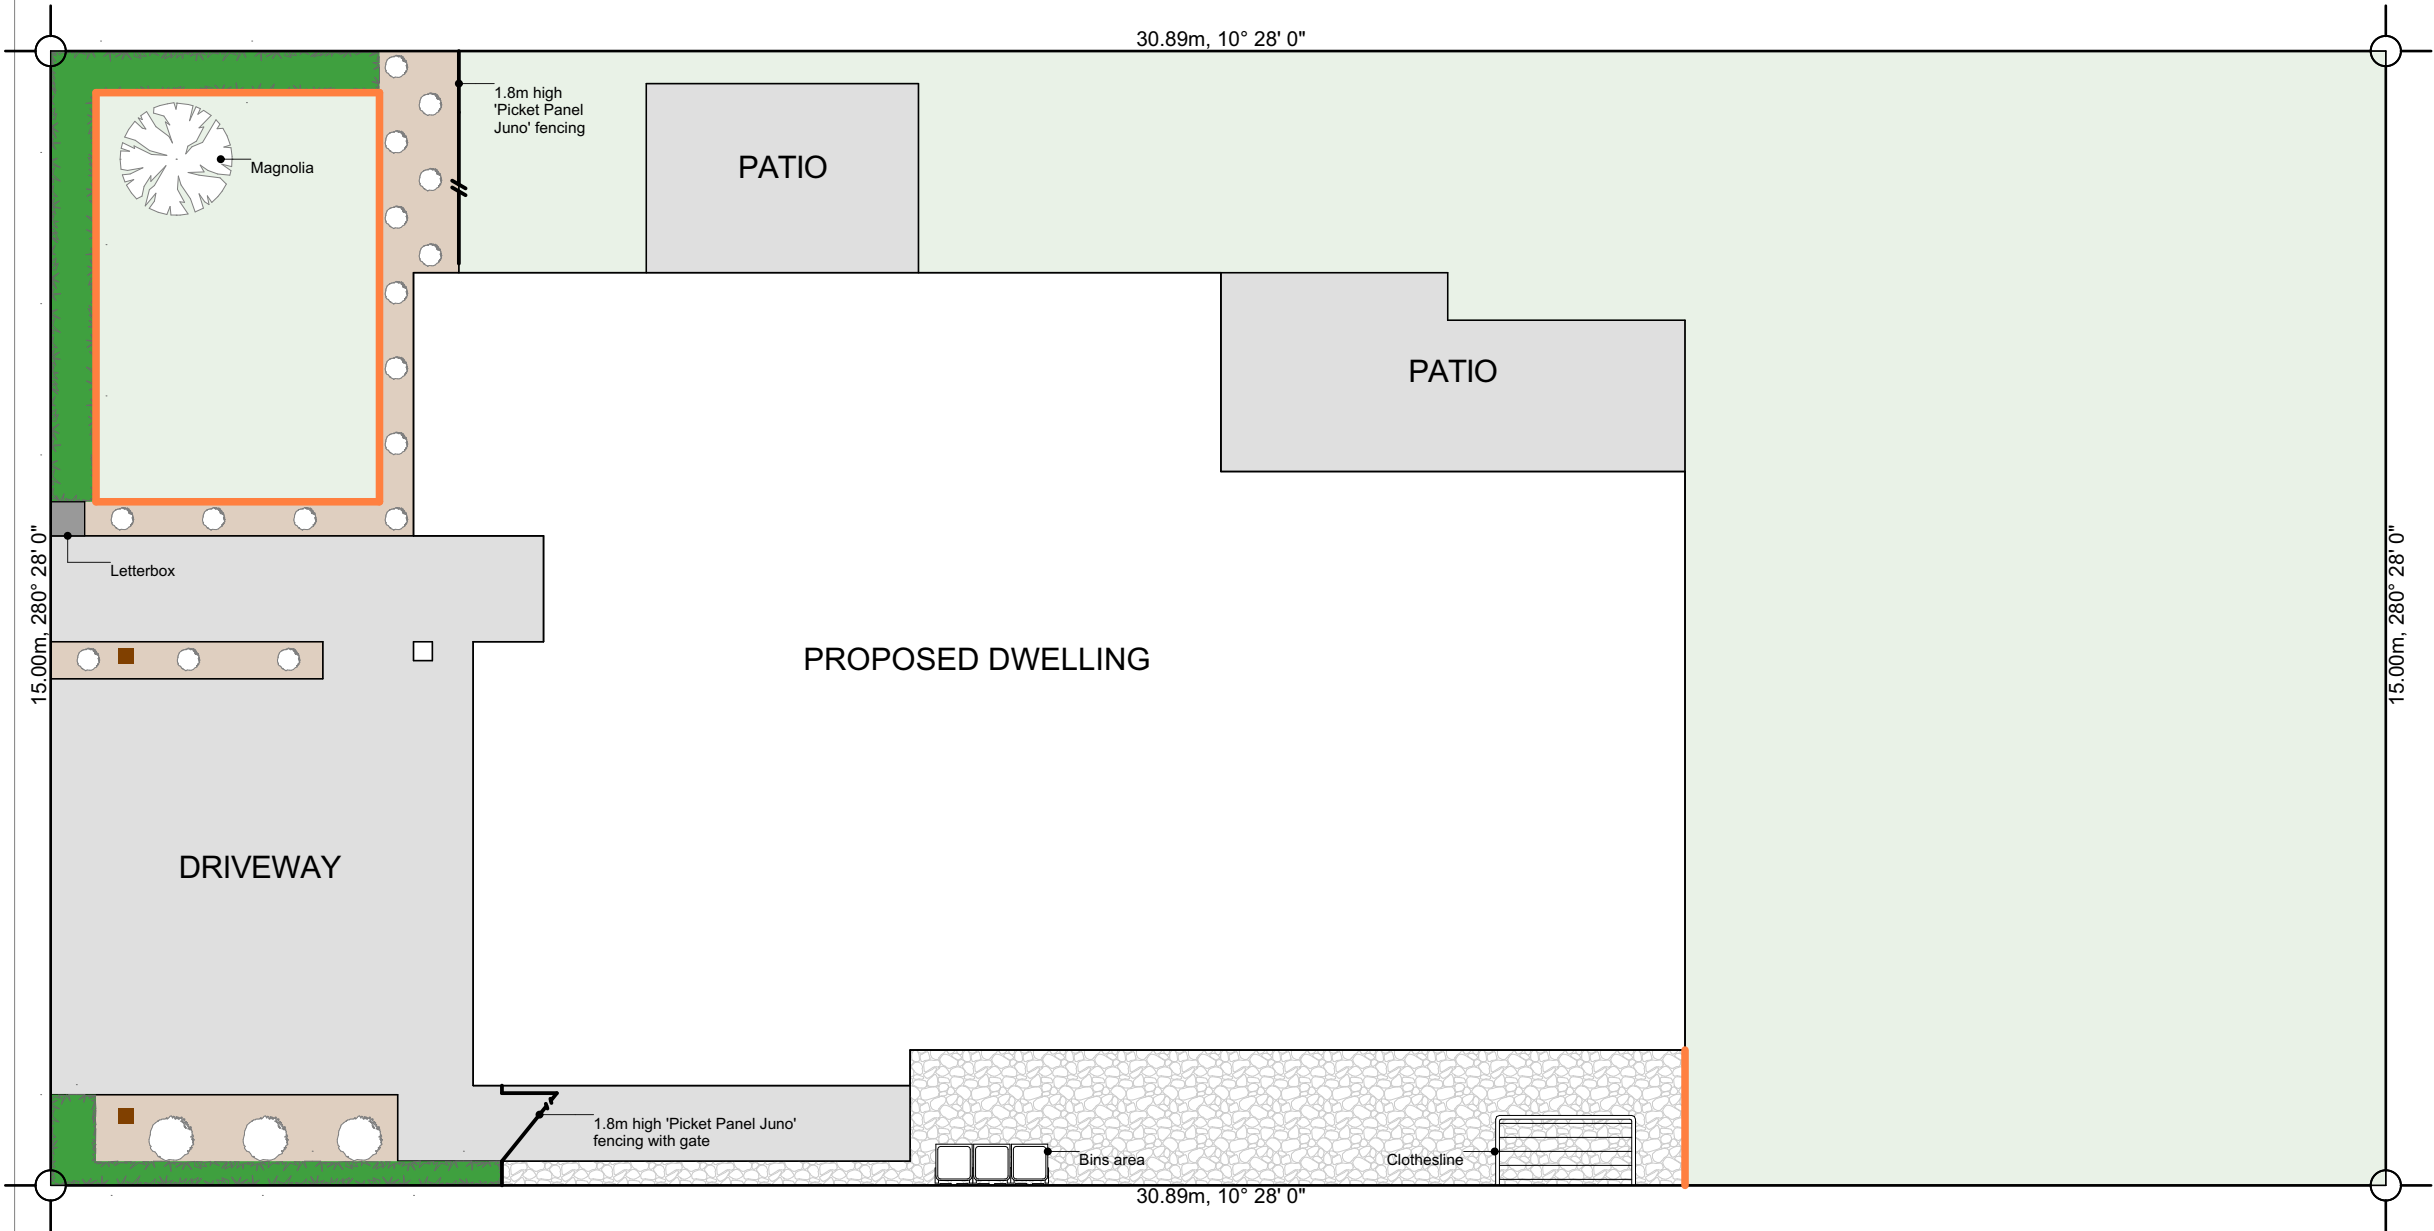 30.89m, 10° 28' 0"
1.8m high
'Picket Panel
Juno' fencing
PATIO
Magnolia
PATIO
15.00m, 280° 28' 0"
Letterbox
15.00m, 280° 28' 0"
PROPOSED DWELLING
DRIVEWAY
1.8m high 'Picket Panel Juno'
fencing with gate
Bins area
Clothesline
30.89m, 10° 28' 0"